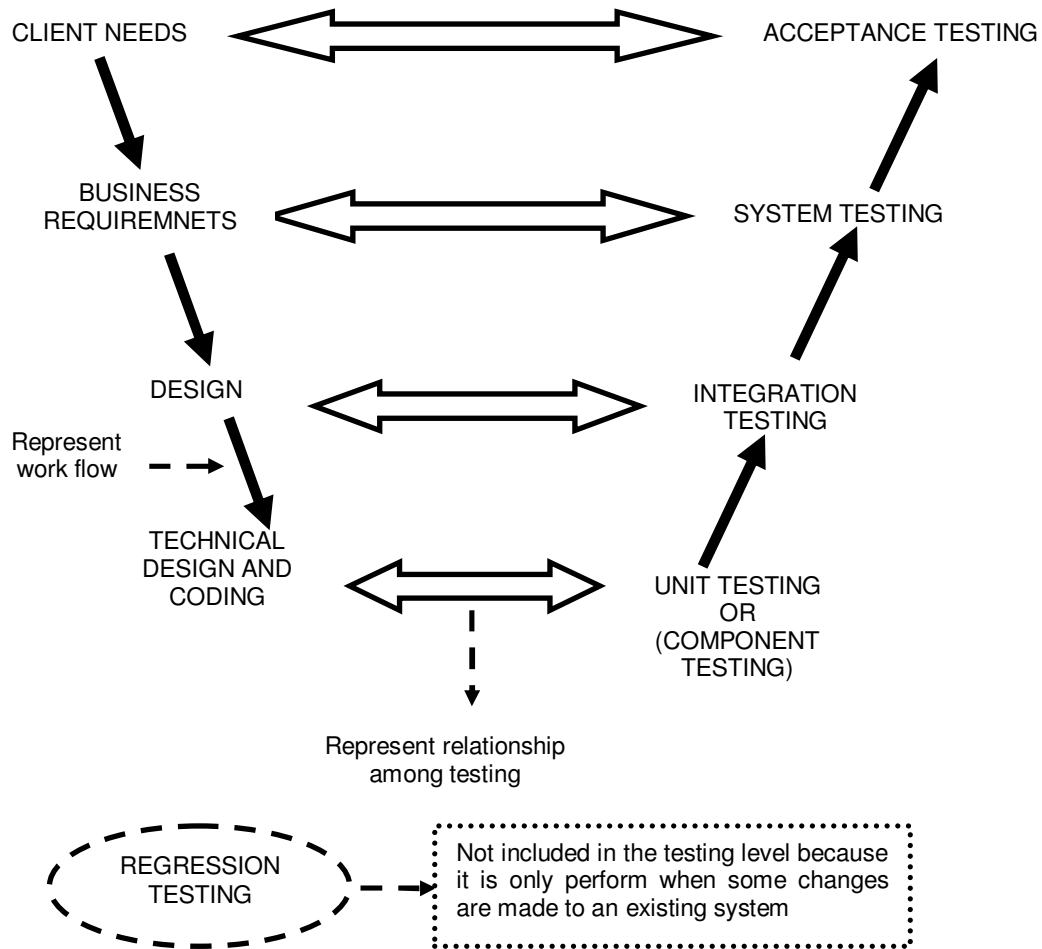 CLIENT NEEDS
ACCEPTANCE TESTING
BUSINESS
REQUIREMNETS
SYSTEM TESTING
DESIGN
INTEGRATION
TESTING
Represent
work flow
TECHNICAL
DESIGN AND
CODING
UNIT TESTING
OR
(COMPONENT
TESTING)
Represent relationship
among testing
REGRESSION
TESTING
Not included in the testing level because
it is only perform when some changes
are made to an existing system